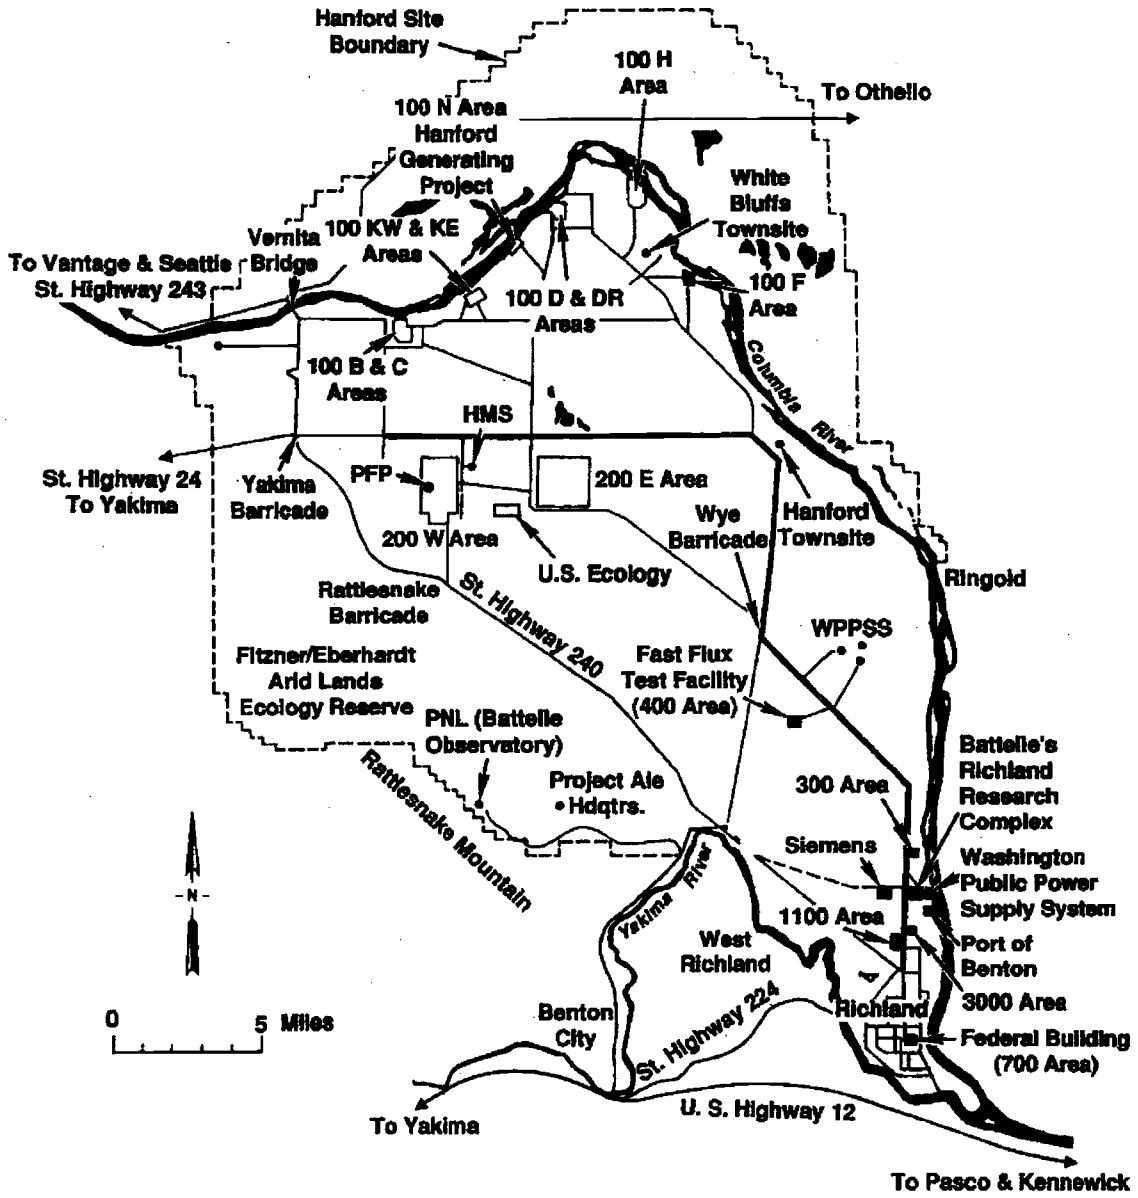 Hanford Site
Boundary
100 H
Area
To Othello
100 N Area
Hanford
Generating
Project
White
Bluffs
Townsite
100 KW & KE
Areas
Vernita
Bridge
To Vantage & Seattle
St. Highway 243
100 F
Area
100 D & DR
Areas
100 B & C
Areas
Columbia River
HMS
St. Highway 24
To Yakima
Yakima
Barricade
PFP
200 E Area
200 W Area
Wye
Barricade
Hanford
Townsite
U.S. Ecology
Ringold
Rattlesnake
Barricade
St. Highway 240
WPPSS
Fitzner/Eberhardt
Arid Lands
Ecology Reserve
Fast Flux
Test Facility
(400 Area)
PNL (Battelle
Observatory)
Rattlesnake Mountain
Project Ale
Hdqtrs.
300 Area
Battelle's
Richland
Research
Complex
Siemens
Washington
Public Power
Supply System
N
Yakima River
1100 Area
West
Richland
Port of
Benton
3000 Area
Richland
0 5 Miles
Benton
City
St. Highway 224
Federal Building
(700 Area)
To Yakima
U. S. Highway 12
To Pasco & Kennewick